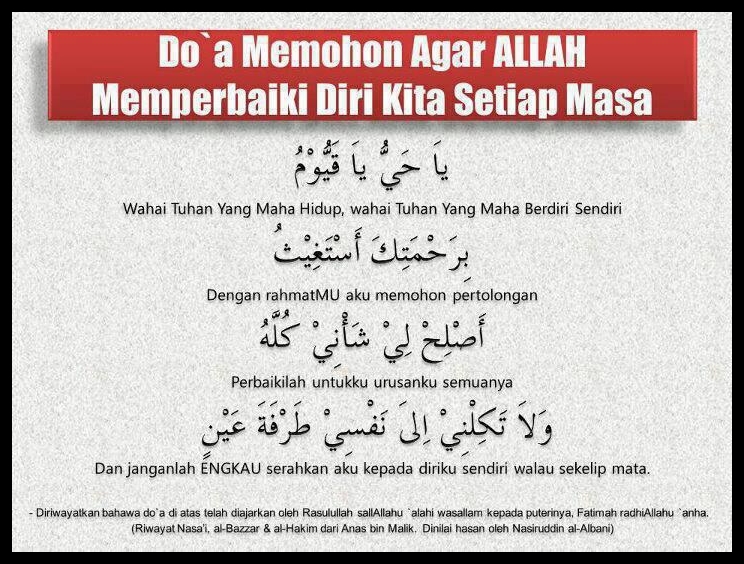 Do`a Memohon Agar ALLAH
Memperbaiki Diri Kita Setiap Masa
ياَ حَيُّ ياَ قَيُّوْمُ
Wahai Tuhan Yang Maha Hidup, wahai Tuhan Yang Maha Berdiri Sendiri
بِرَحْمَتِكَ أَسْتَغِيْثُ
Dengan rahmatMU aku memohon pertolongan
أَصْلِحْ لِيْ شَأْنِيْ كُلَّهُ
Perbaikilah untukku urusanku semuanya
وَلاَ تَكِلْنِيْ اِلىَ نَفْسِيْ طَرْفَةَ عَيْنٍ
Dan janganlah ENGKAU serahkan aku kepada diriku sendiri walau sekelip mata.
- Diriwayatkan bahawa do`a di atas telah diajarkan oleh Rasulullah sallAllahu `alahi wasallam kepada puterinya, Fatimah radhiAllahu `anha.
(Riwayat Nasa'i, al-Bazzar & al-Hakim dari Anas bin Malik. Dinilai hasan oleh Nasiruddin al-Albani)